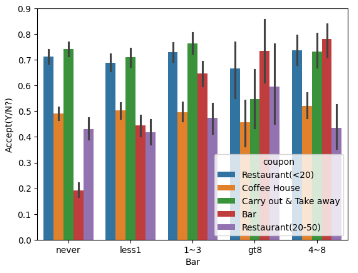 0.9
0.8
0.7
0.6
0.5
0.4
0.3
0.2
0.1
0.0
Accept(Y/N?)
coupon
Restaurant(<20)
Coffee House
Carry out & Take away
Bar
Restaurant(20-50)
never less1 1~3 gt8 4~8
Bar